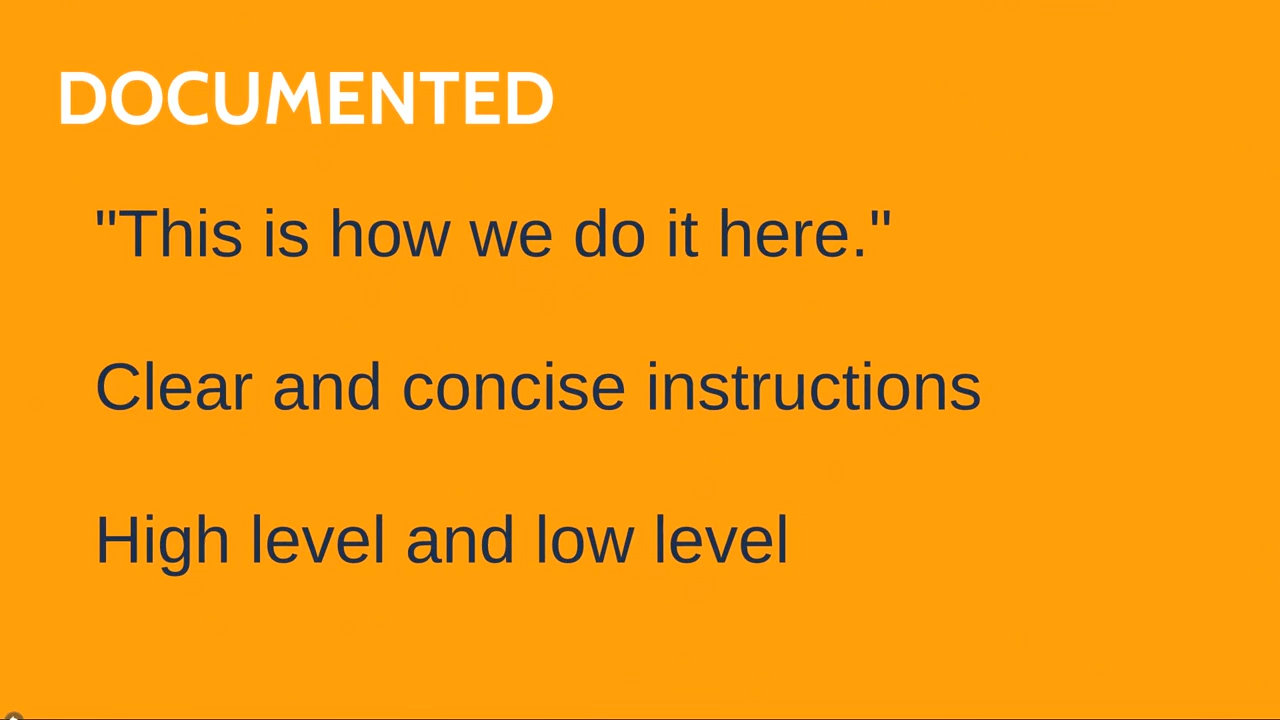 DOCUMENTED
"This is how we do it here."
Clear and concise instructions
High level and low level